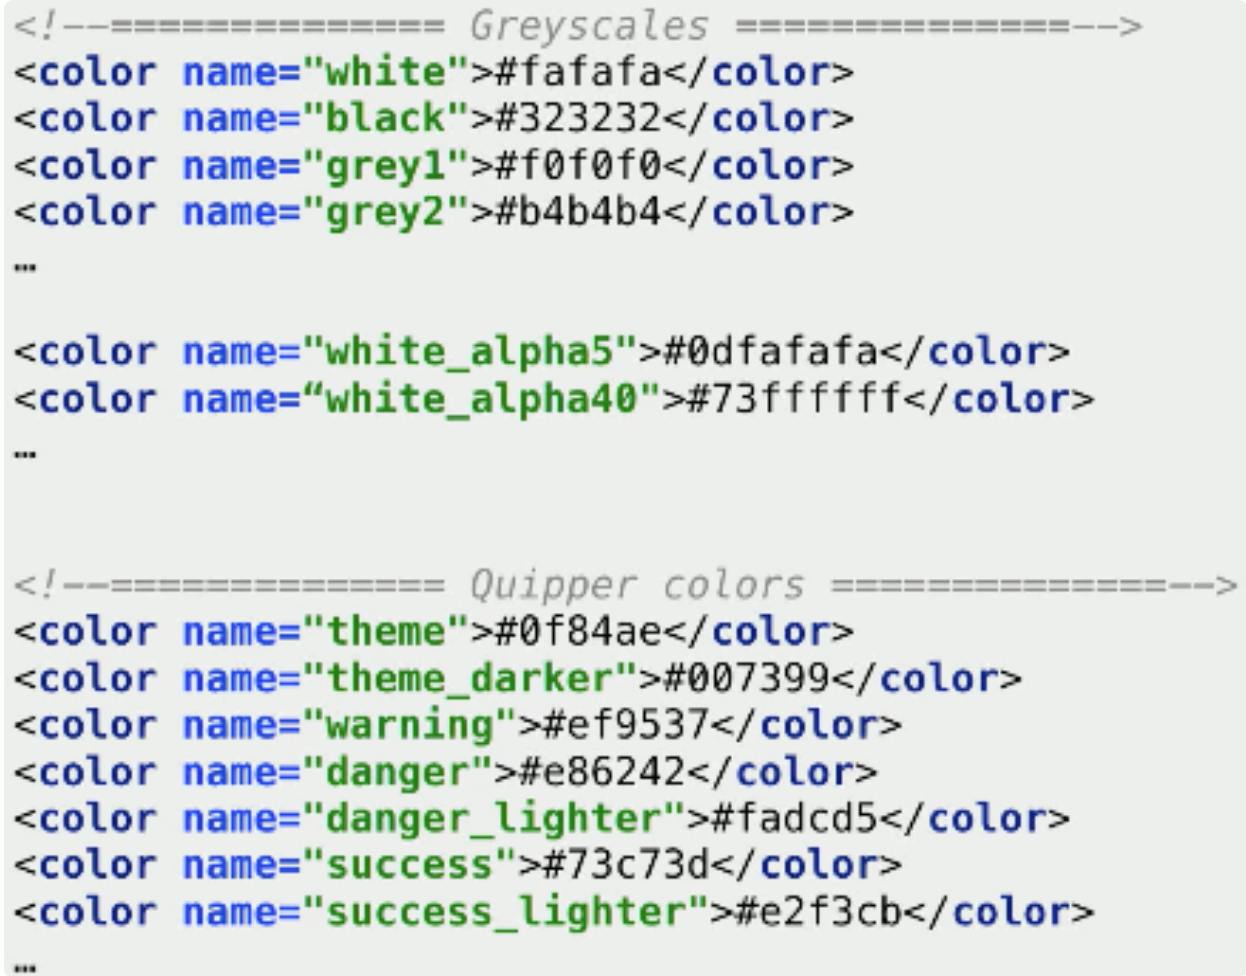 <!--============== Greyscales ==============-->
<color name="white">#fafafa</color>
<color name="black">#323232</color>
<color name="grey1">#f0f0f0</color>
<color name="grey2">#b4b4b4</color>
…
<color name="white_alpha5">#0dfafafa</color>
<color name=“white_alpha40">#73ffffff</color>
…
<!--============== Quipper colors ==============-->
<color name="theme">#0f84ae</color>
<color name="theme_darker">#007399</color>
<color name="warning">#ef9537</color>
<color name="danger">#e86242</color>
<color name="danger_lighter">#fadcd5</color>
<color name="success">#73c73d</color>
<color name="success_lighter">#e2f3cb</color>
…